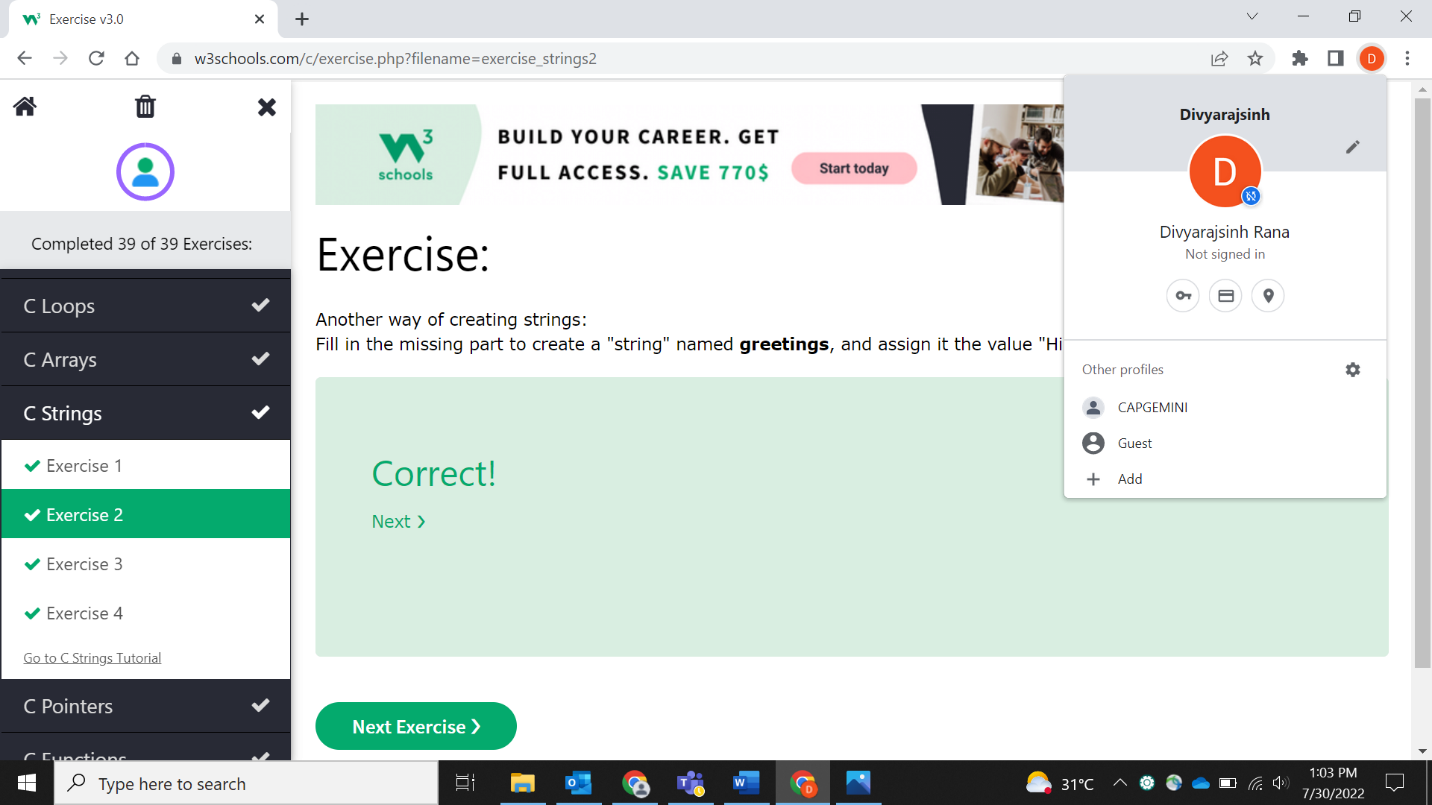 Exercise v3.0
w3schools.com/c/exercise.php?filename=exercise_strings2
D
Completed 39 of 39 Exercises:
C Loops
C Arrays
C Strings
Exercise 1
Exercise 2
Exercise 3
Exercise 4
Go to C Strings Tutorial
C Pointers
C Functions
W3 schools
BUILD YOUR CAREER. GET
FULL ACCESS. SAVE 770$
Start today
Exercise:
Another way of creating strings:
Fill in the missing part to create a "string" named greetings, and assign it the value "Hi
Correct!
Next ❯
Next Exercise ❯
Divyarajsinh
D
Divyarajsinh Rana
Not signed in
Other profiles
CAPGEMINI
Guest
Add
Type here to search
31°C
1:03 PM
7/30/2022